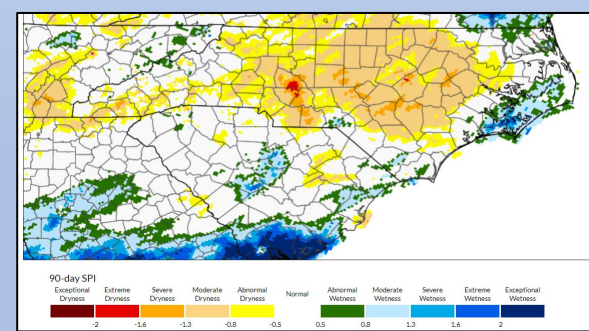 90-day SPI
Exceptional Extreme Severe Moderate Abnormal Normal Abnormal Moderate Severe Extreme Exceptional
Dryness Dryness Dryness Dryness Dryness Wetness Wetness Wetness Wetness Wetness
-2 -1.6 -1.3 -0.8 -0.5 0.5 0.8 1.3 1.6 2